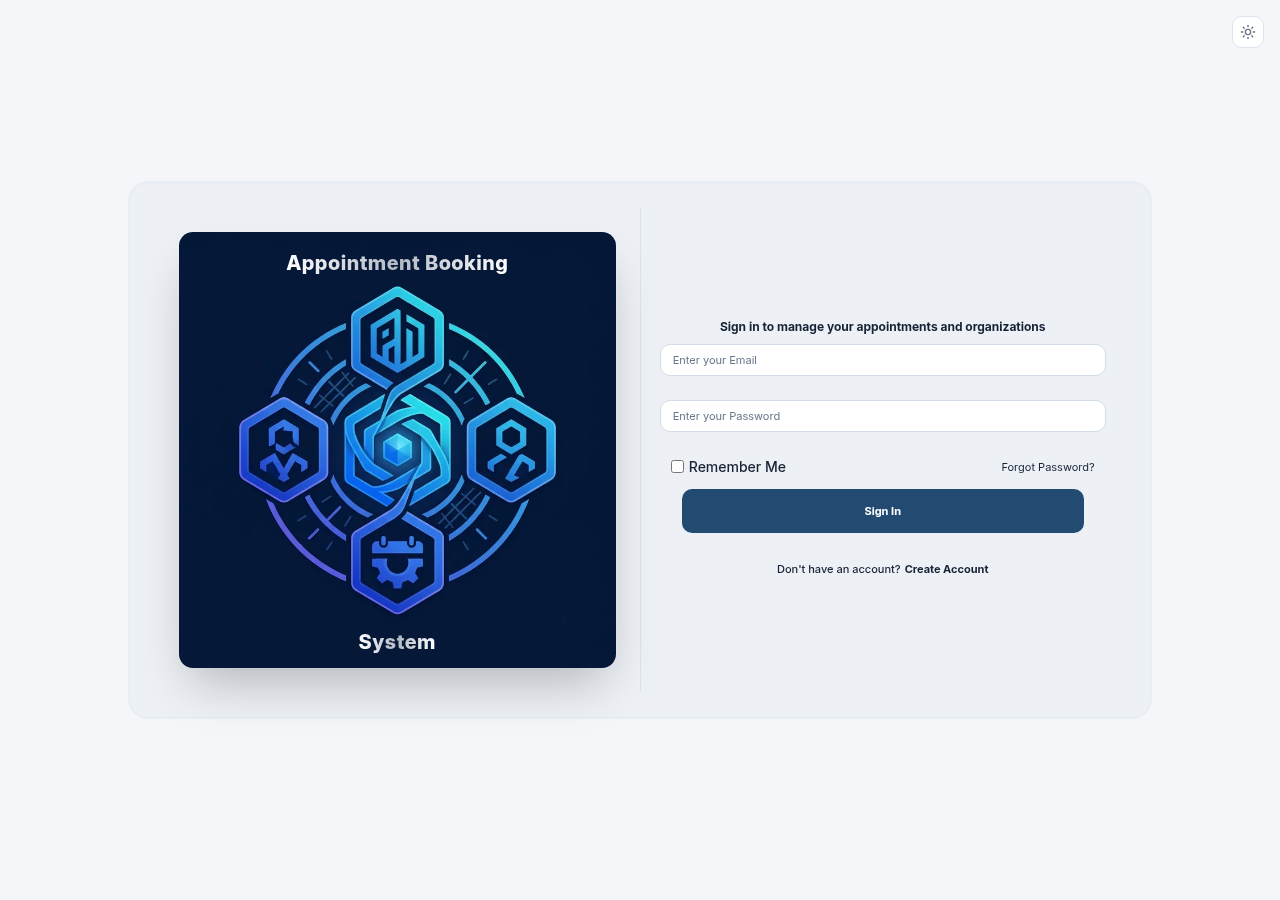 Appointment Booking
System
Sign in to manage your appointments and organizations
Enter your Email
Enter your Password
Remember Me
Forgot Password?
Sign In
Don't have an account? Create Account